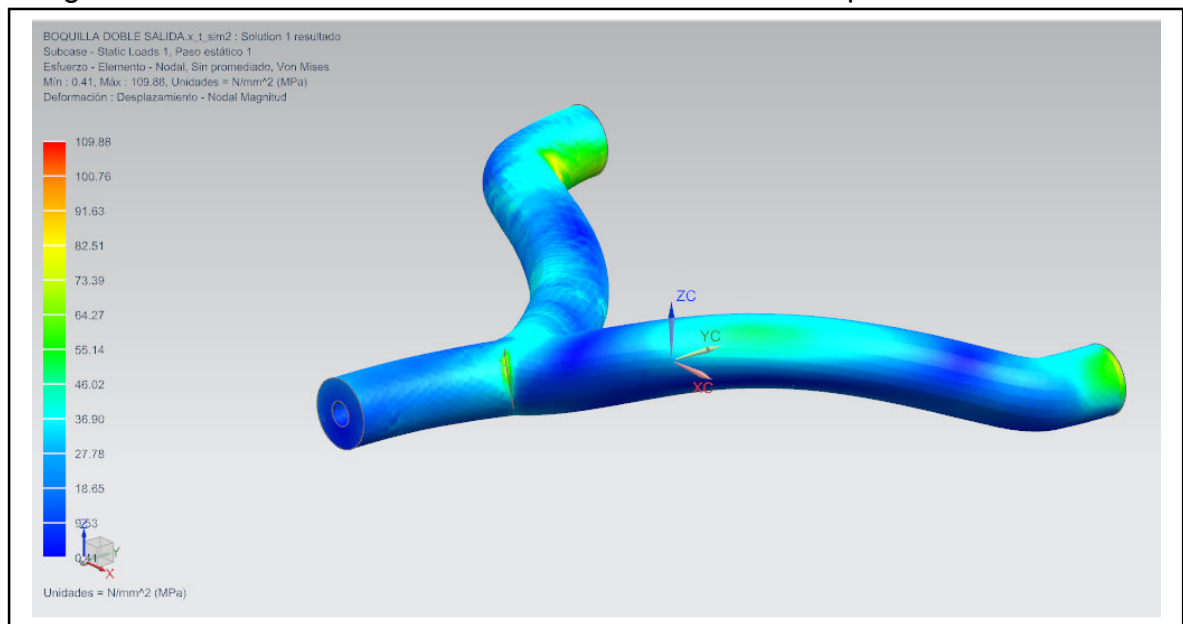 BOQUILLA DOBLE SALIDA.x_t_sim2 : Solution 1 resultado
Subcase - Static Loads 1, Paso estático 1
Esfuerzo - Elemento - Nodal, Sin promediado, Von Mises
Mín : 0.41, Máx : 109.88, Unidades = N/mm^2 (MPa)
Deformación : Desplazamiento - Nodal Magnitud
109.88
100.76
91.63
82.51
73.39
64.27
55.14
46.02
36.90
27.78
18.65
9.53
0.41
ZC
YC
XC
Z
Y
X
Unidades = N/mm^2 (MPa)